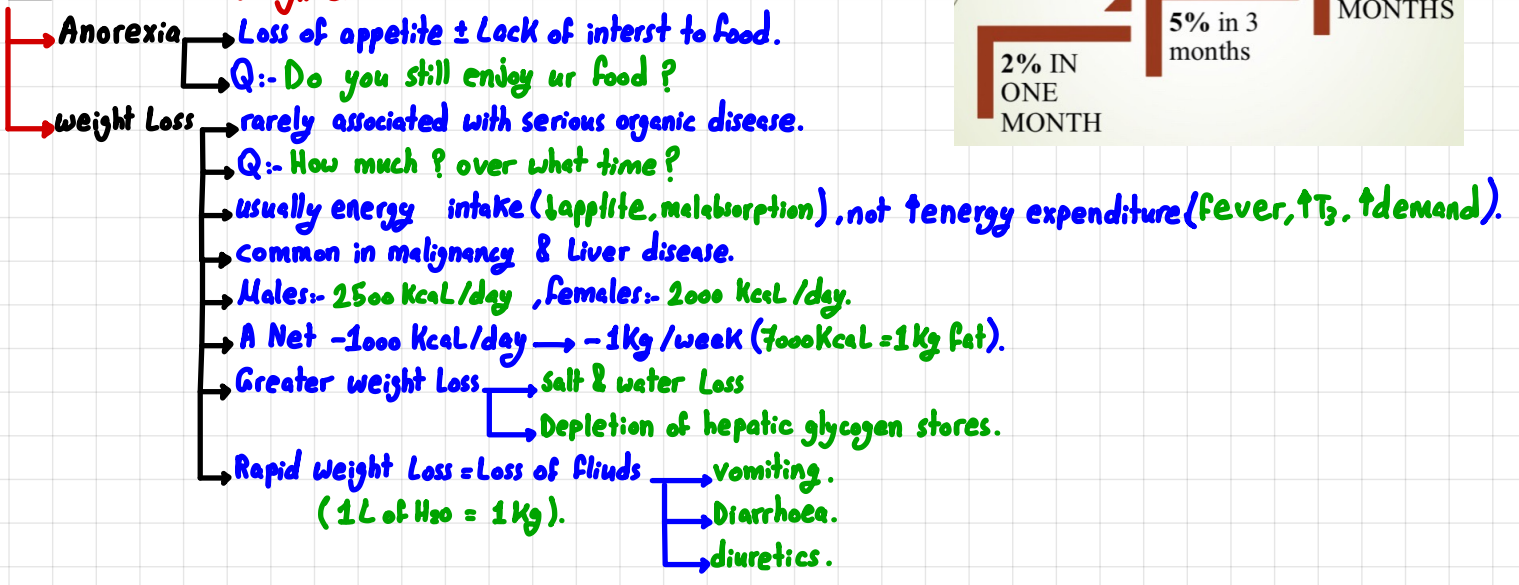 Anorexia
Loss of appetite ± Lack of interst to food.
Q:- Do you still enjoy ur food ?
weight Loss
rarely associated with serious organic disease.
Q:- How much ? over what time ?
usually energy intake (↓applite, malabsorption), not ↑energy expenditure (fever, ↑T3, ↑demand).
common in malignancy & Liver disease.
Males:- 2500 KcaL/day , females:- 2000 KcaL/day.
A Net -1000 KcaL/day → -1Kg/week (7000KcaL = 1Kg fat).
Greater weight Loss
salt & water Loss
Depletion of hepatic glycogen stores.
Rapid weight Loss = Loss of fliuds
(1L of H2O = 1Kg).
vomiting.
Diarrhoea.
diuretics.
2% IN
ONE
MONTH
5% in 3
months
MONTHS